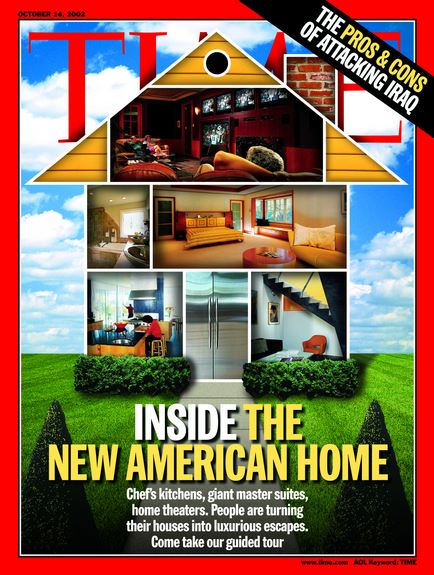 OCTOBER 14, 2002
THE PROS & CONS
OF ATTACKING IRAQ
TIME
INSIDE THE
NEW AMERICAN HOME
Chef's kitchens, giant master suites,
home theaters. People are turning
their houses into luxurious escapes.
Come take our guided tour
www.time.com AOL Keyword: TIME